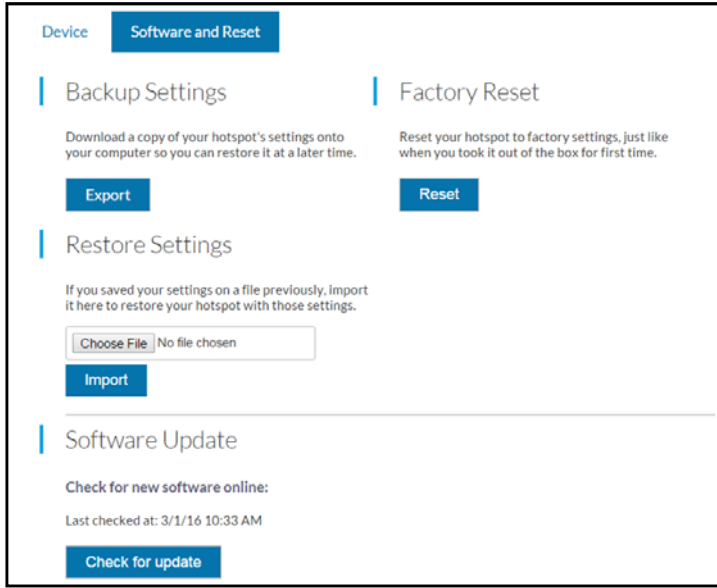 Device
Software and Reset
Backup Settings
Download a copy of your hotspot's settings onto
your computer so you can restore it at a later time.
Export
Factory Reset
Reset your hotspot to factory settings, just like
when you took it out of the box for first time.
Reset
Restore Settings
If you saved your settings on a file previously, import
it here to restore your hotspot with those settings.
Choose File No file chosen
Import
Software Update
Check for new software online:
Last checked at: 3/1/16 10:33 AM
Check for update